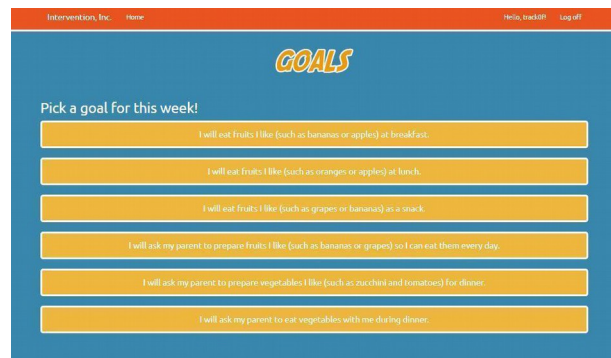 Intervention, Inc. Home Hello, track01! Log off
GOALS
Pick a goal for this week!
I will eat fruits I like (such as bananas or apples) at breakfast.
I will eat fruits I like (such as oranges or apples) at lunch.
I will eat fruits I like (such as grapes or bananas) as a snack.
I will ask my parent to prepare fruits I like (such as bananas or grapes) so I can eat them every day.
I will ask my parent to prepare vegetables I like (such as zucchini and tomatoes) for dinner.
I will ask my parent to eat vegetables with me during dinner.